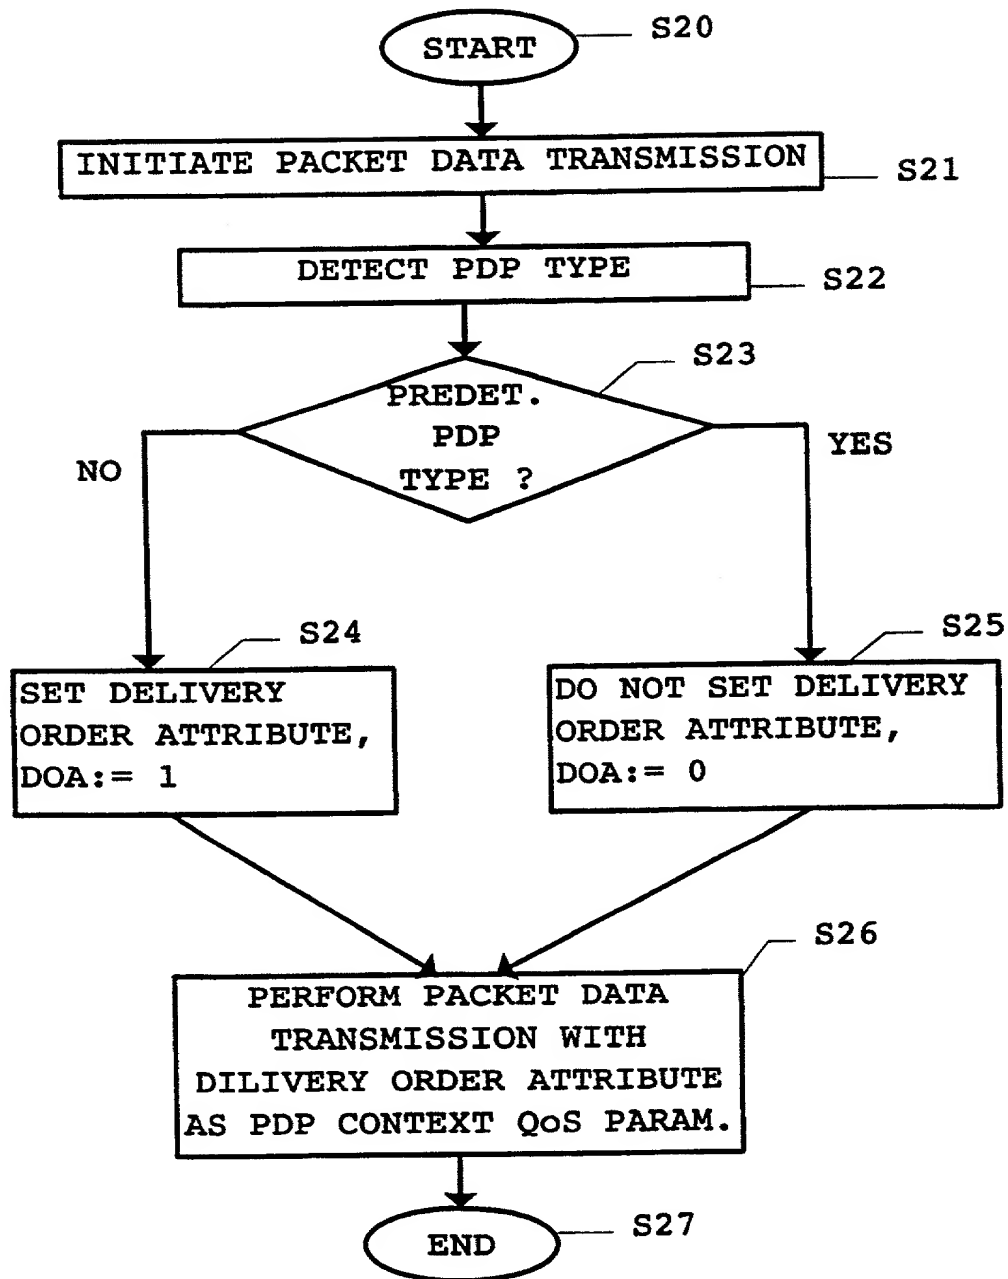 START
S20
INITIATE PACKET DATA TRANSMISSION
S21
DETECT PDP TYPE
S22
S23
PREDET.
PDP
TYPE ?
NO
YES
S24
SET DELIVERY
ORDER ATTRIBUTE,
DOA:= 1
S25
DO NOT SET DELIVERY
ORDER ATTRIBUTE,
DOA:= 0
S26
PERFORM PACKET DATA
TRANSMISSION WITH
DILIVERY ORDER ATTRIBUTE
AS PDP CONTEXT QoS PARAM.
END
S27